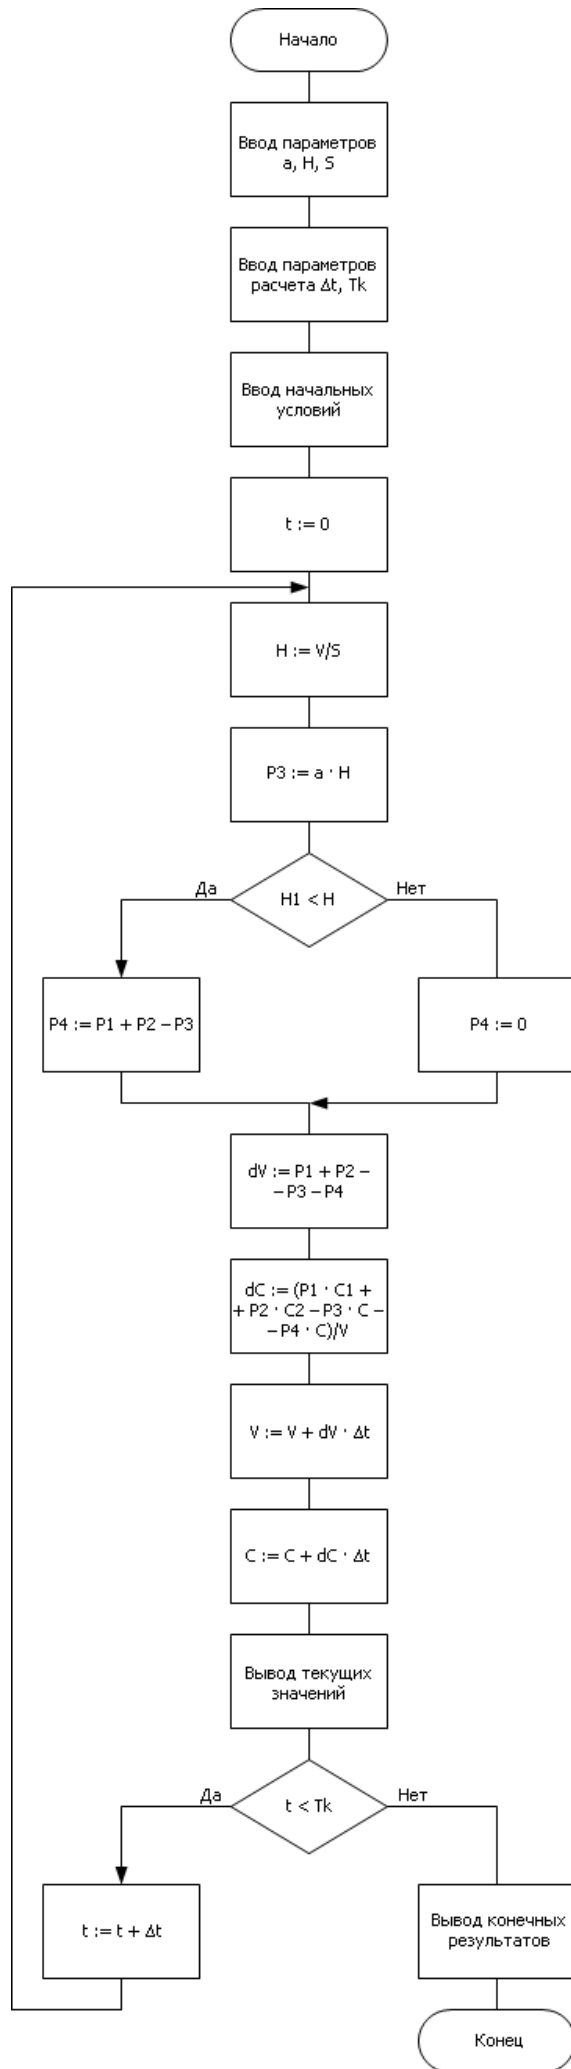 Начало
Ввод параметров
a, H, S
Ввод параметров
расчета Δt, Tk
Ввод начальных
условий
t := 0
H := V/S
P3 := a · H
Да
H1 < H
Нет
P4 := P1 + P2 – P3
P4 := 0
dV := P1 + P2 –
– P3 – P4
dC := (P1 · C1 +
+ P2 · C2 – P3 · C –
– P4 · C)/V
V := V + dV · Δt
C := C + dC · Δt
Вывод текущих
значений
Да
t < Tk
Нет
t := t + Δt
Вывод конечных
результатов
Конец